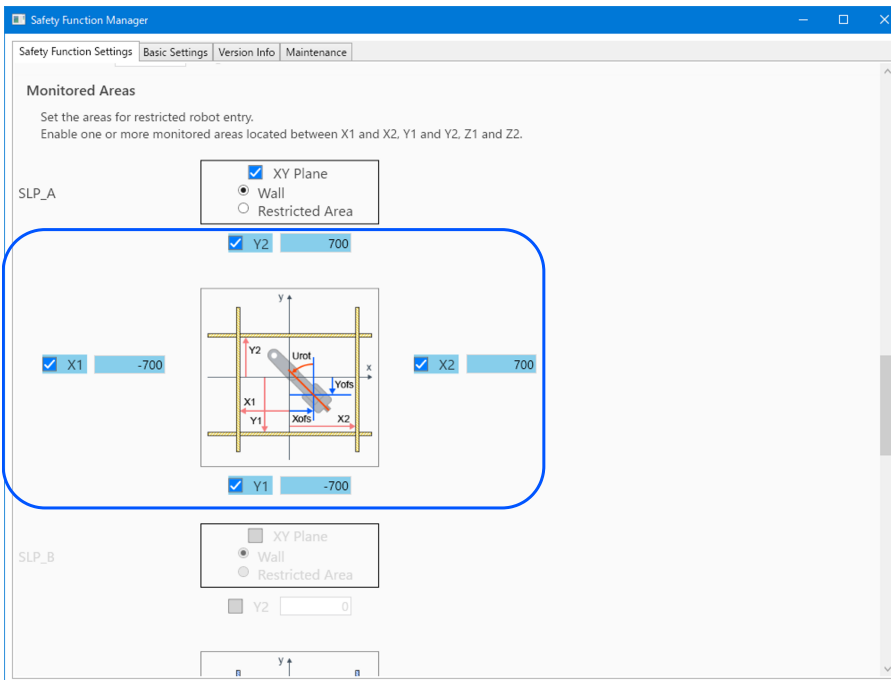 Safety Function Manager
Safety Function Settings Basic Settings Version Info Maintenance
Monitored Areas
Set the areas for restricted robot entry.
Enable one or more monitored areas located between X1 and X2, Y1 and Y2, Z1 and Z2.
SLP_A
XY Plane
Wall
Restricted Area
Y2 700
y
Y2
Urot
x
Yofs
X1
Y1
Xofs
X2
X1 -700
X2 700
Y1 -700
SLP_B
XY Plane
Wall
Restricted Area
Y2 0
y